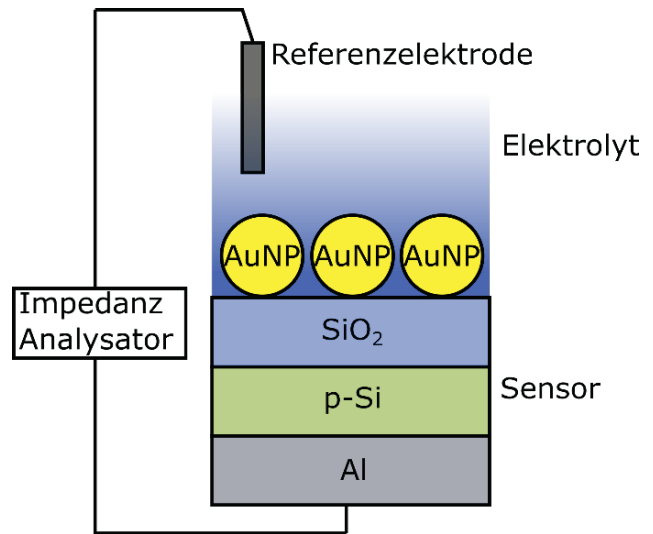 Referenzelektrode
Elektrolyt
AuNP AuNP AuNP
Impedanz
Analysator
SiO₂
p-Si
Sensor
Al